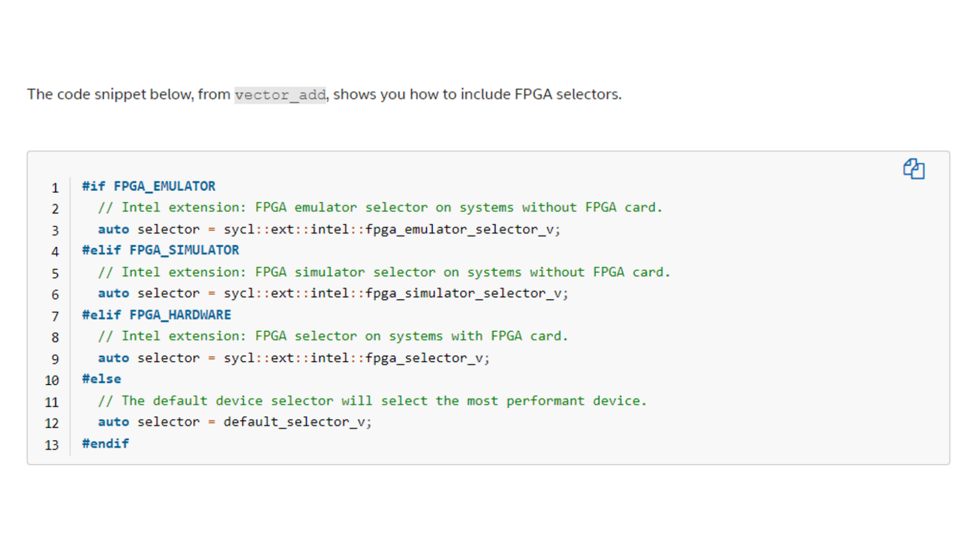 The code snippet below, from vector_add, shows you how to include FPGA selectors.
1 #if FPGA_EMULATOR
2   // Intel extension: FPGA emulator selector on systems without FPGA card.
3   auto selector = sycl::ext::intel::fpga_emulator_selector_v;
4 #elif FPGA_SIMULATOR
5   // Intel extension: FPGA simulator selector on systems without FPGA card.
6   auto selector = sycl::ext::intel::fpga_simulator_selector_v;
7 #elif FPGA_HARDWARE
8   // Intel extension: FPGA selector on systems with FPGA card.
9   auto selector = sycl::ext::intel::fpga_selector_v;
10 #else
11   // The default device selector will select the most performant device.
12   auto selector = default_selector_v;
13 #endif